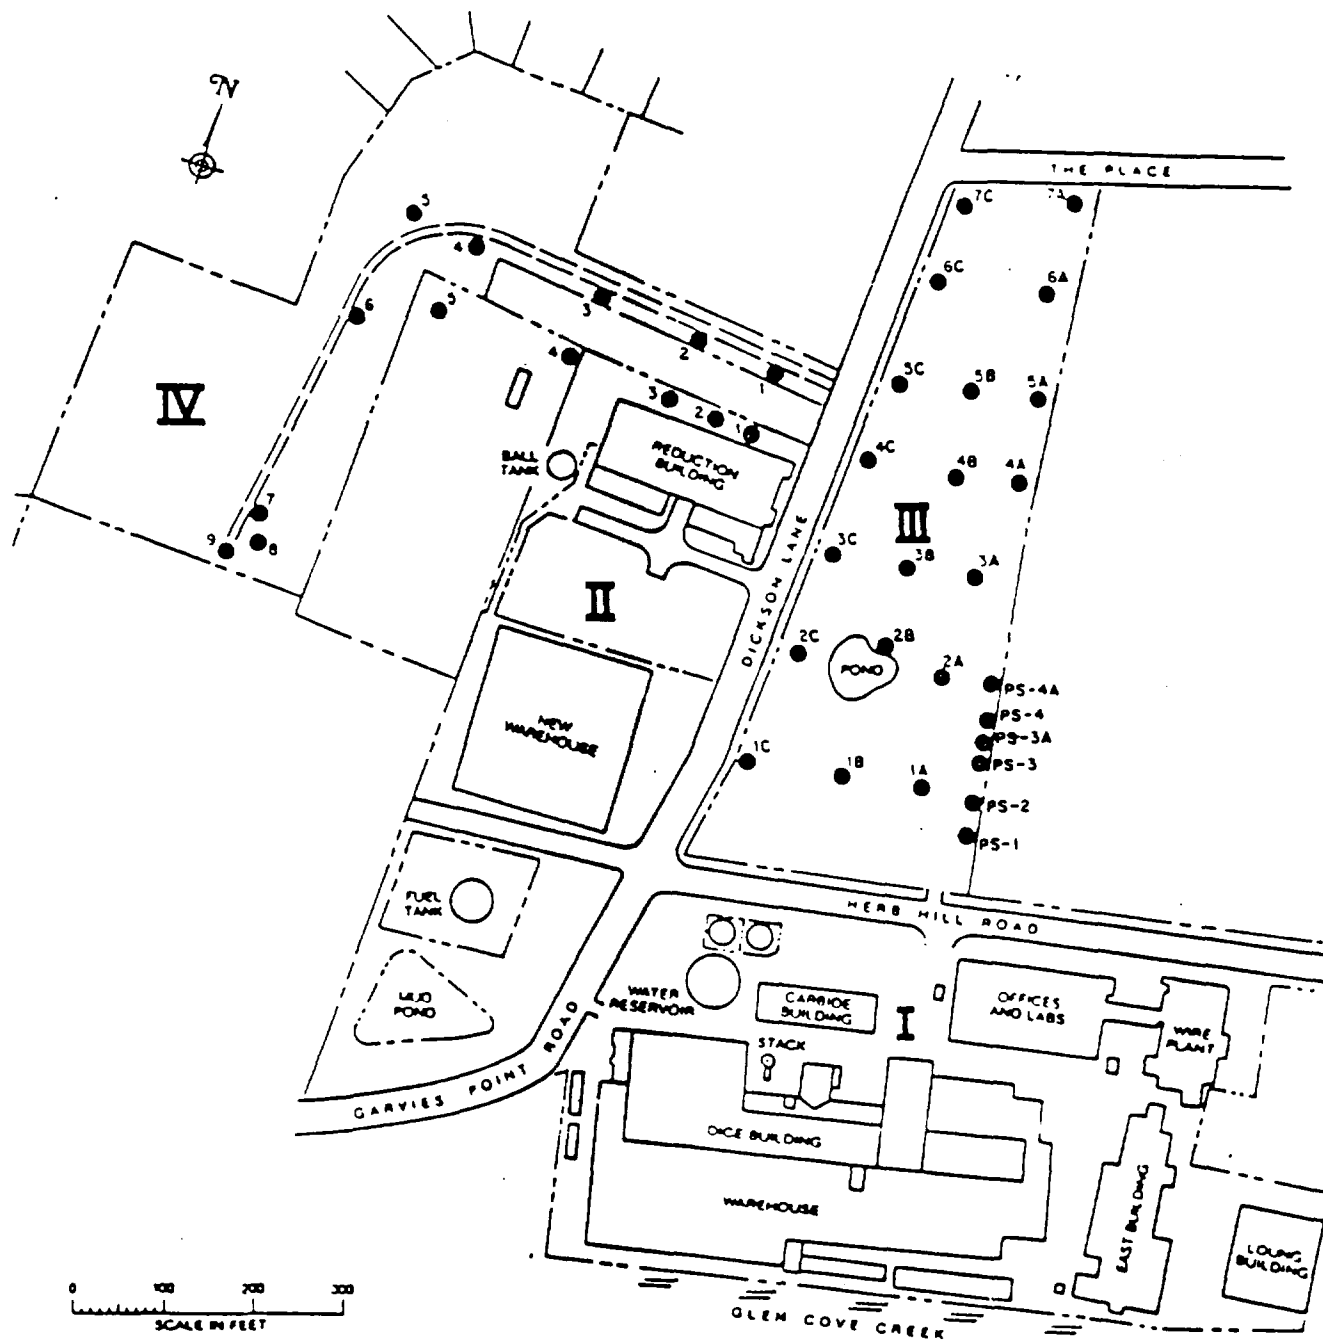 N
THE PLACE
7C
7A
5
4
6C
6A
3
6
5
2
4
1
5C
5B
5A
IV
3
2
1
BALL
TANK
REDUCTION
BUILDING
4C
4B
4A
III
7
9
8
3C
3B
3A
II
DICKSON LANE
2C
2B
POND
2A
PS-4A
PS-4
PS-3A
PS-3
NEW
WAREHOUSE
1C
1B
1A
PS-2
PS-1
FUEL
TANK
HERB HILL ROAD
MUD
POND
WATER
RESERVOIR
CARBIDE
BUILDING
OFFICES
AND LABS
I
WIRE
PLANT
STACK
GARVIES POINT ROAD
DICE BUILDING
WAREHOUSE
EAST BUILDING
LOUNG
BUILDING
0 100 200 300
SCALE IN FEET
GLEN COVE CREEK